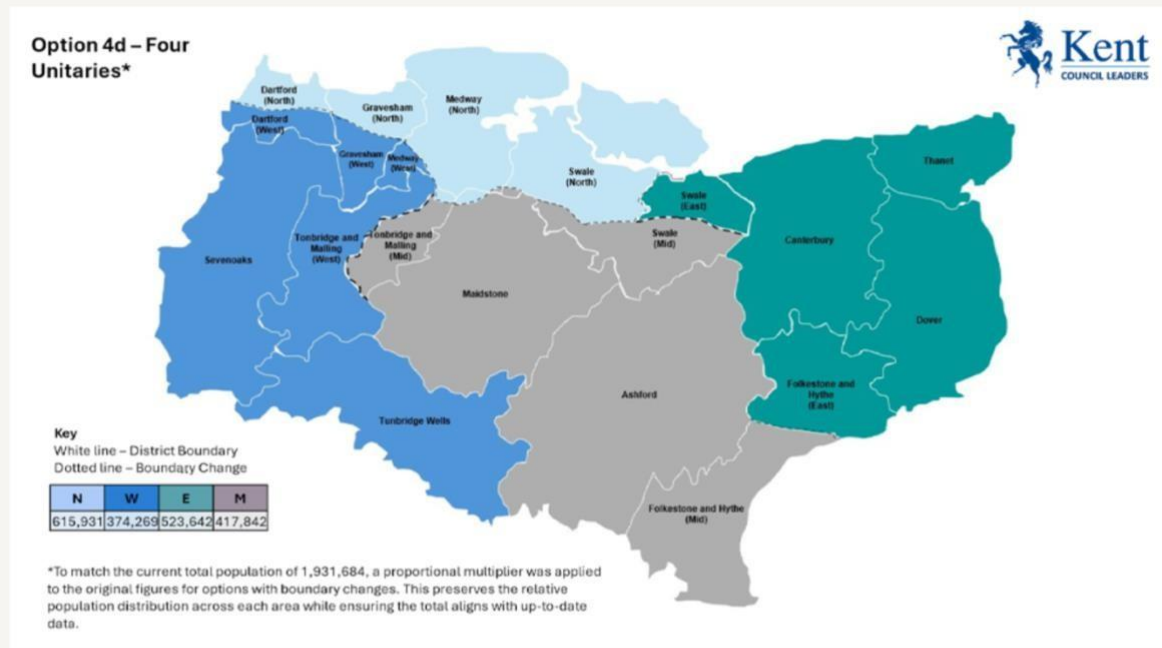 Option 4d – Four
Unitaries*
Kent
COUNCIL LEADERS
Dartford
(North)
Gravesham
(North)
Medway
(North)
Dartford
(West)
Gravesham
(West)
Medway
(West)
Swale
(North)
Swale
(East)
Thanet
Swale
(Mid)
Canterbury
Sevenoaks
Tonbridge and
Malling
(West)
Tonbridge and
Malling
(Mid)
Maidstone
Dover
Ashford
Folkestone and
Hythe
(East)
Tunbridge Wells
Folkestone and Hythe
(Mid)
Key
White line – District Boundary
Dotted line – Boundary Change
N W E M
615,931 374,269 523,642 417,842
*To match the current total population of 1,931,684, a proportional multiplier was applied
to the original figures for options with boundary changes. This preserves the relative
population distribution across each area while ensuring the total aligns with up-to-date
data.